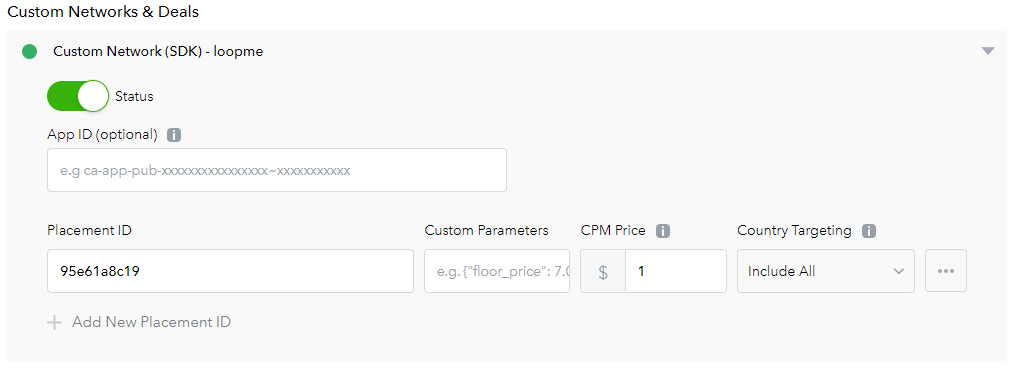 Custom Networks & Deals
Custom Network (SDK) - loopme
Status
App ID (optional) i
e.g ca-app-pub-xxxxxxxxxxxxxxxx~xxxxxxxxxxx
Placement ID Custom Parameters CPM Price i Country Targeting i
95e61a8c19 e.g. {"floor_price": 7.0 $ 1 Include All
Add New Placement ID